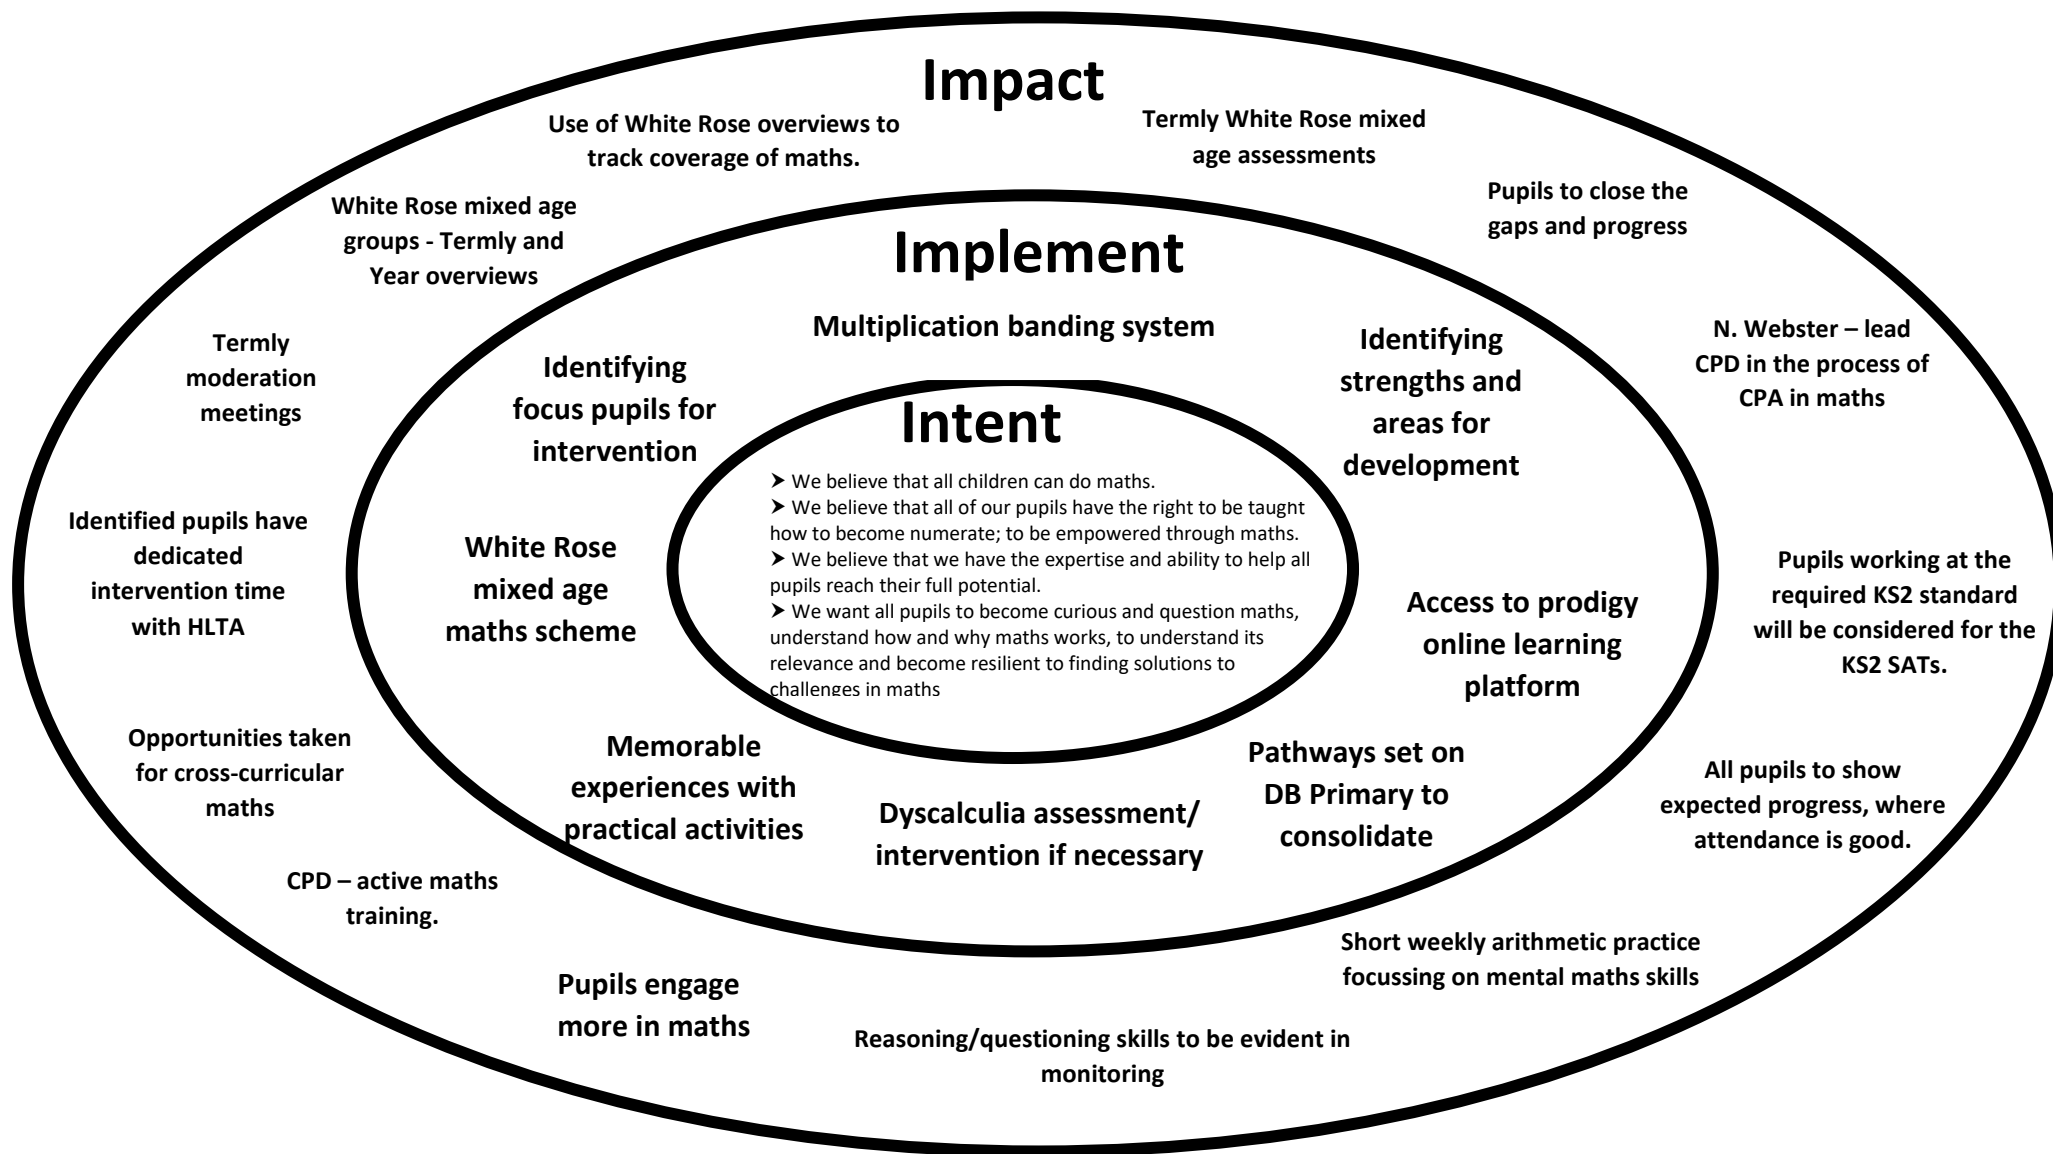 Impact
Use of White Rose overviews to
track coverage of maths.
Termly White Rose mixed
age assessments
Pupils to close the
gaps and progress
White Rose mixed age
groups - Termly and
Year overviews
N. Webster – lead
CPD in the process of
CPA in maths
Termly
moderation
meetings
Identified pupils have
dedicated
intervention time
with HLTA
Pupils working at the
required KS2 standard
will be considered for the
KS2 SATs.
Opportunities taken
for cross-curricular
maths
All pupils to show
expected progress, where
attendance is good.
CPD – active maths
training.
Short weekly arithmetic practice
focussing on mental maths skills
Pupils engage
more in maths
Reasoning/questioning skills to be evident in
monitoring
Implement
Multiplication banding system
Identifying
focus pupils for
intervention
Identifying
strengths and
areas for
development
White Rose
mixed age
maths scheme
Access to prodigy
online learning
platform
Memorable
experiences with
practical activities
Dyscalculia assessment/
intervention if necessary
Pathways set on
DB Primary to
consolidate
Intent
➤ We believe that all children can do maths.
➤ We believe that all of our pupils have the right to be taught
how to become numerate; to be empowered through maths.
➤ We believe that we have the expertise and ability to help all
pupils reach their full potential.
➤ We want all pupils to become curious and question maths,
understand how and why maths works, to understand its
relevance and become resilient to finding solutions to
challenges in maths